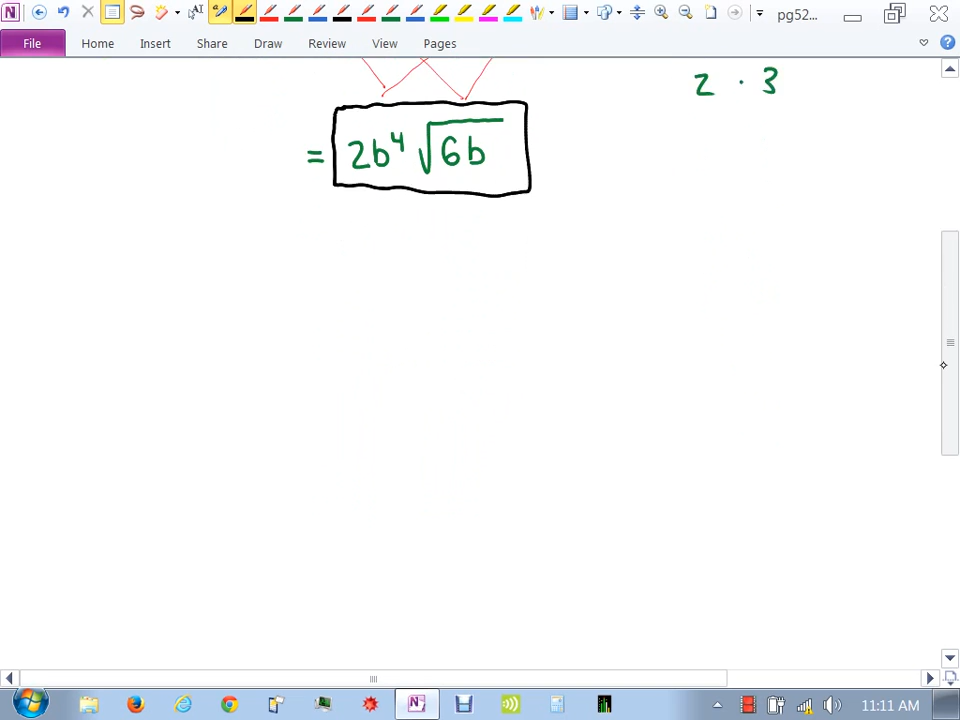 pg52...
File Home Insert Share Draw Review View Pages
2 · 3
= 2b⁴ √6b
11:11 AM